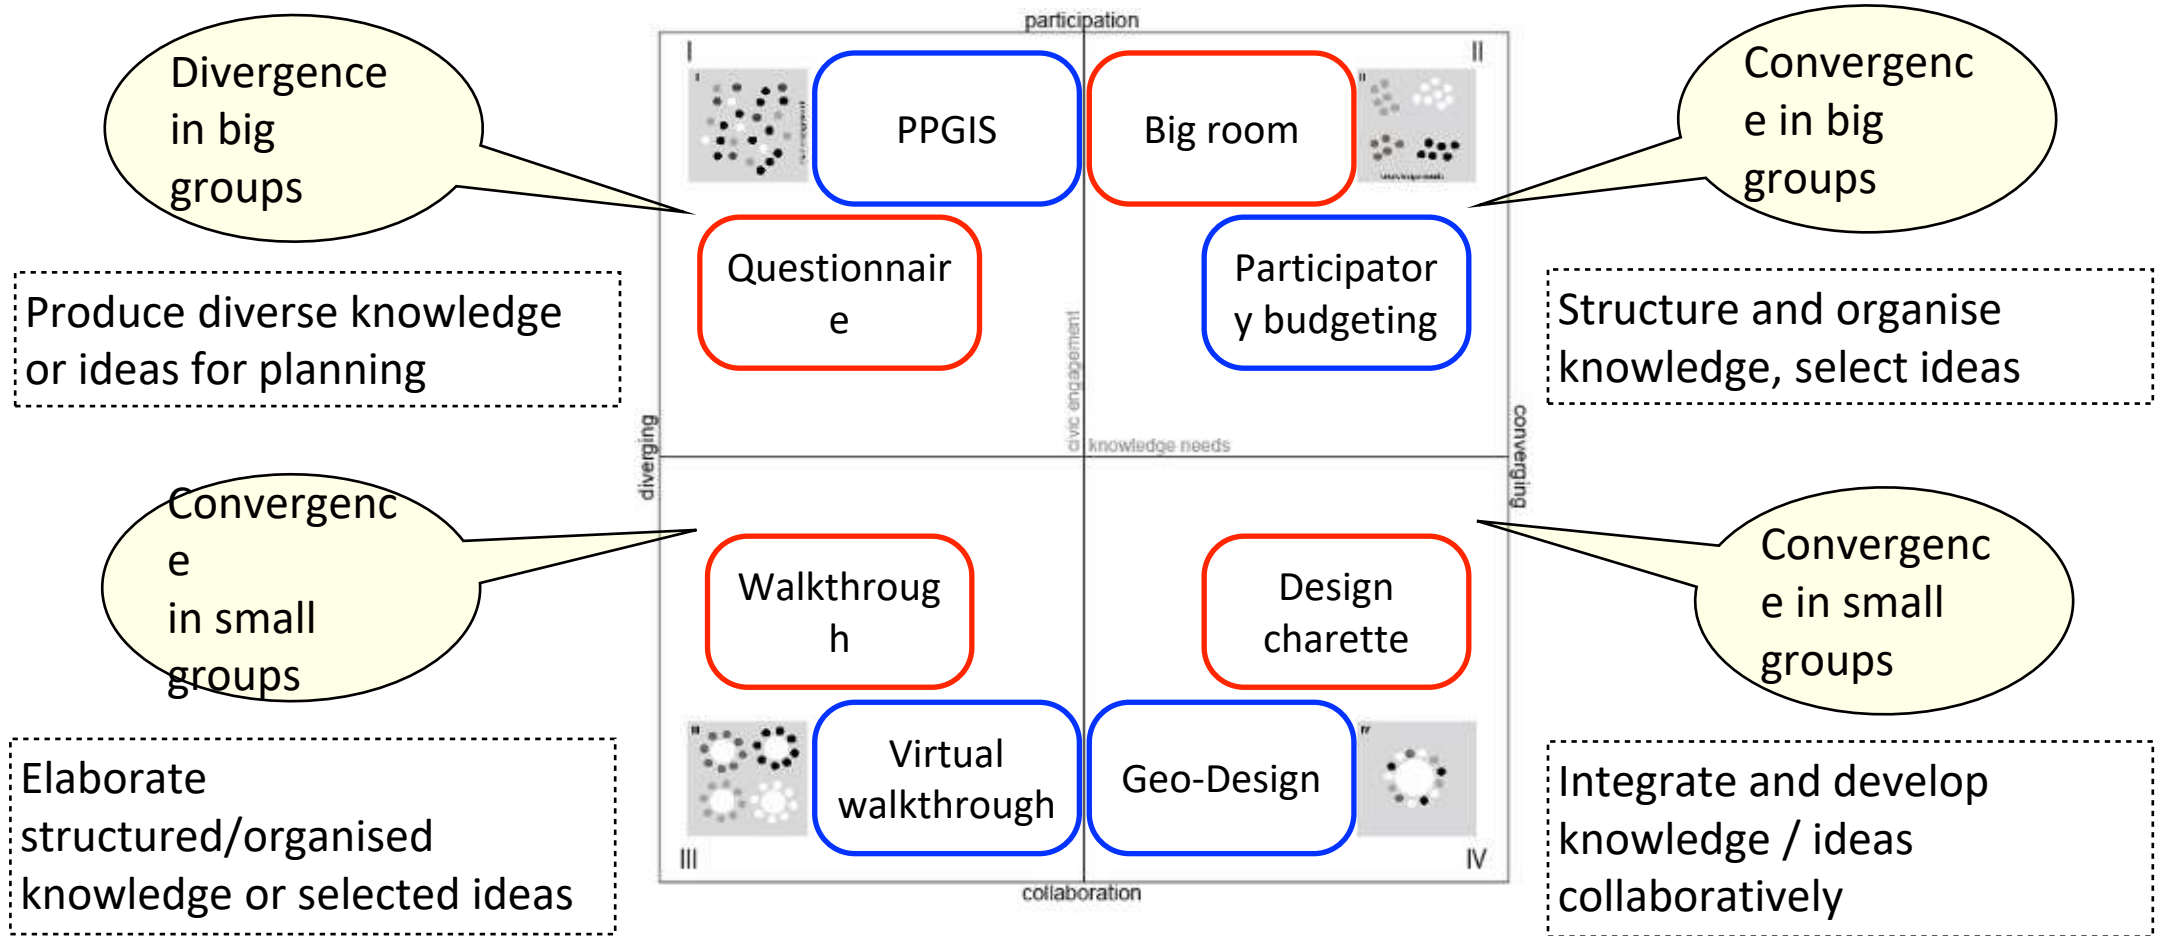 participation
I
II
Divergence
in big
groups
PPGIS
Big room
Convergenc
e in big
groups
Questionnair
e
Participator
y budgeting
Produce diverse knowledge
or ideas for planning
Structure and organise
knowledge, select ideas
civic engagement
knowledge needs
diverging
converging
Convergenc
e
in small
groups
Walkthroug
h
Design
charette
Convergenc
e in small
groups
Virtual
walkthrough
Geo-Design
III
IV
collaboration
Elaborate
structured/organised
knowledge or selected ideas
Integrate and develop
knowledge / ideas
collaboratively